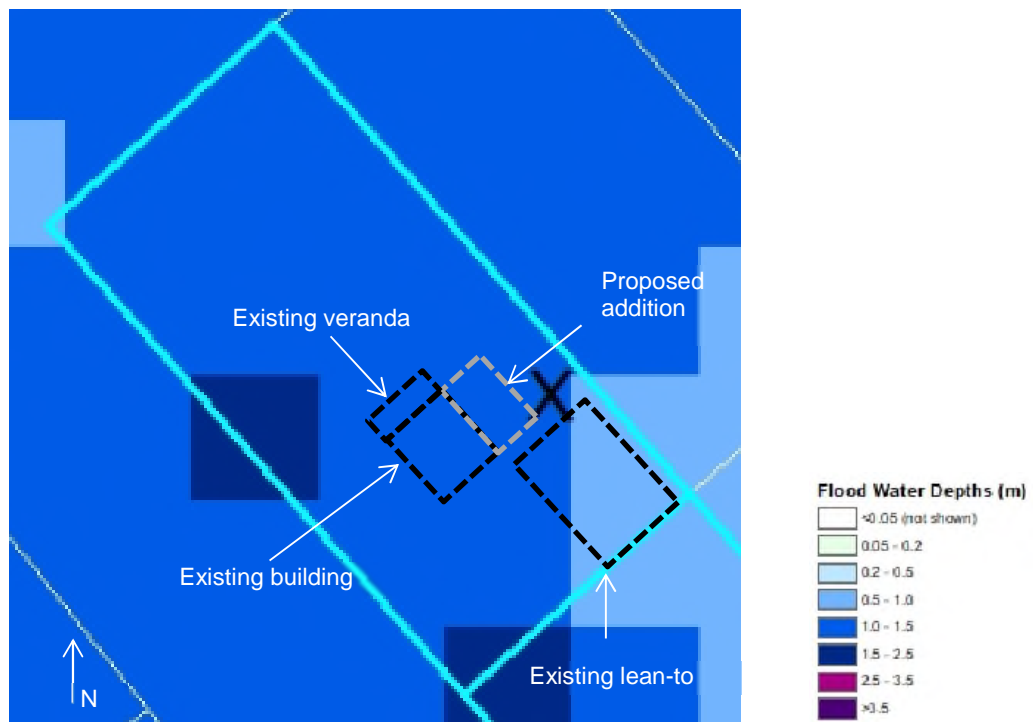 Proposed
addition
Existing veranda
Existing building
Existing lean-to
N
Flood Water Depths (m)
<0.05 (not shown)
0.05 - 0.2
0.2 - 0.5
0.5 - 1.0
1.0 - 1.5
1.5 - 2.5
2.5 - 3.5
>3.5